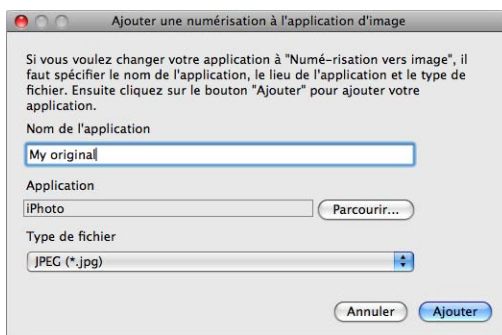 Ajouter une numérisation à l'application d'image
Si vous voulez changer votre application à "Numé-risation vers image", il
faut spécifier le nom de l'application, le lieu de l'application et le type de
fichier. Ensuite cliquez sur le bouton "Ajouter" pour ajouter votre
application.
Nom de l'application
My original
Application
iPhoto
Parcourir...
Type de fichier
JPEG (*.jpg)
Annuler
Ajouter